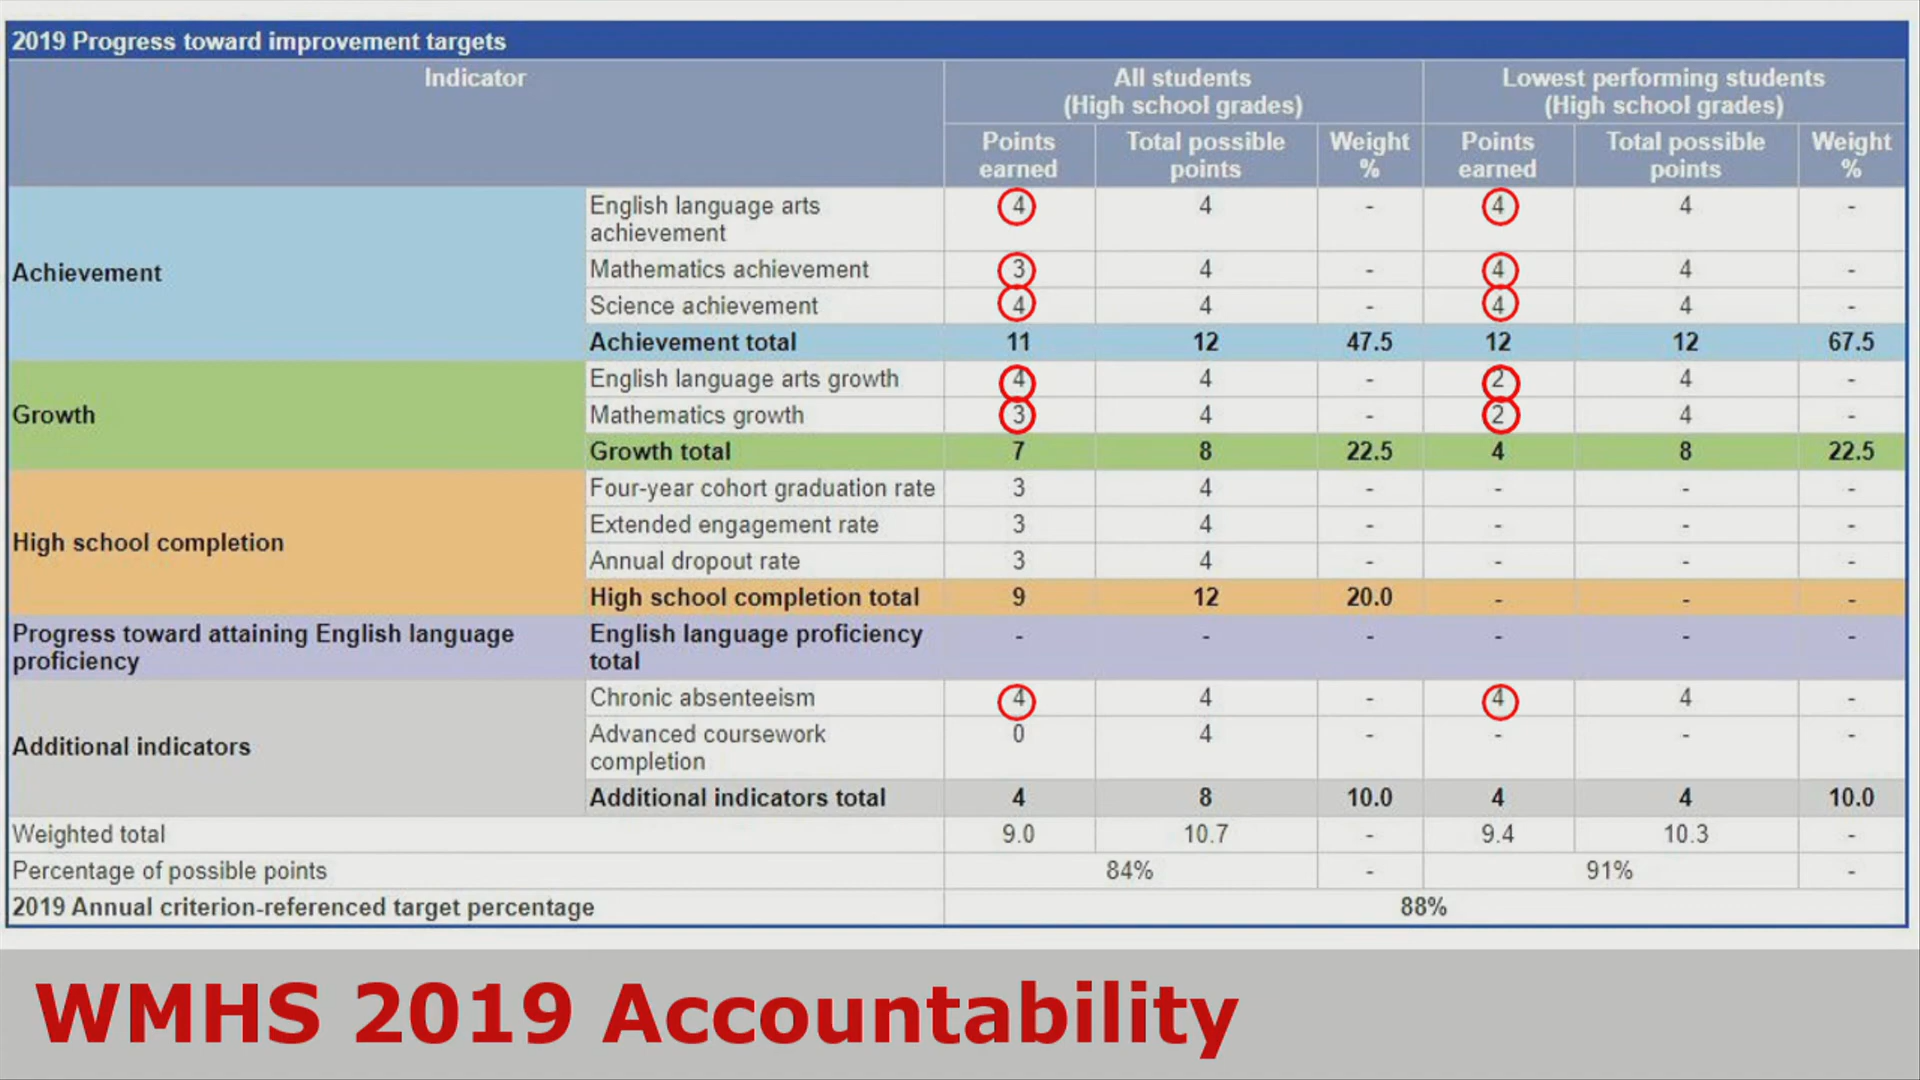 2019 Progress toward improvement targets
Indicator
All students
(High school grades)
Lowest performing students
(High school grades)
Points
earned
Total possible
points
Weight
%
Points
earned
Total possible
points
Weight
%
Achievement
English language arts
achievement
4 4 - 4 4 -
Mathematics achievement 3 4 - 4 4 -
Science achievement 4 4 - 4 4 -
Achievement total 11 12 47.5 12 12 67.5
Growth
English language arts growth 4 4 - 2 4 -
Mathematics growth 3 4 - 2 4 -
Growth total 7 8 22.5 4 8 22.5
High school completion
Four-year cohort graduation rate 3 4 - - - -
Extended engagement rate 3 4 - - - -
Annual dropout rate 3 4 - - - -
High school completion total 9 12 20.0 - - -
Progress toward attaining English language
proficiency
English language proficiency
total
- - - - - -
Additional indicators
Chronic absenteeism 4 4 - 4 4 -
Advanced coursework
completion
0 4 - - - -
Additional indicators total 4 8 10.0 4 4 10.0
Weighted total 9.0 10.7 - 9.4 10.3 -
Percentage of possible points 84% - 91% -
2019 Annual criterion-referenced target percentage 88%
WMHS 2019 Accountability